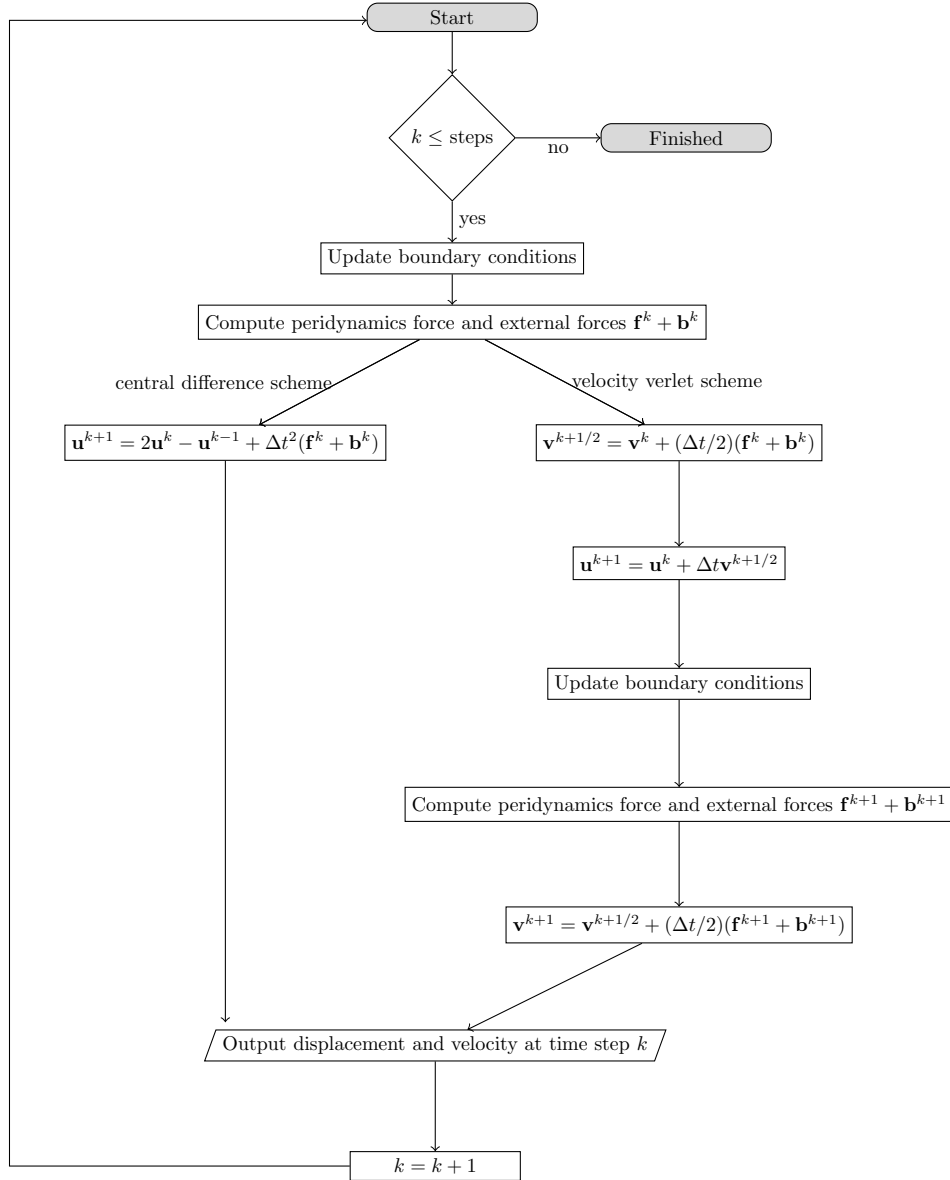 Start
k ≤ steps
Finished
no
yes
Update boundary conditions
Compute peridynamics force and external forces f^k + b^k
central difference scheme
velocity verlet scheme
u^{k+1} = 2u^k − u^{k−1} + Δt^2(f^k + b^k)
v^{k+1/2} = v^k + (Δt/2)(f^k + b^k)
u^{k+1} = u^k + Δtv^{k+1/2}
Update boundary conditions
Compute peridynamics force and external forces f^{k+1} + b^{k+1}
v^{k+1} = v^{k+1/2} + (Δt/2)(f^{k+1} + b^{k+1})
Output displacement and velocity at time step k
k = k + 1